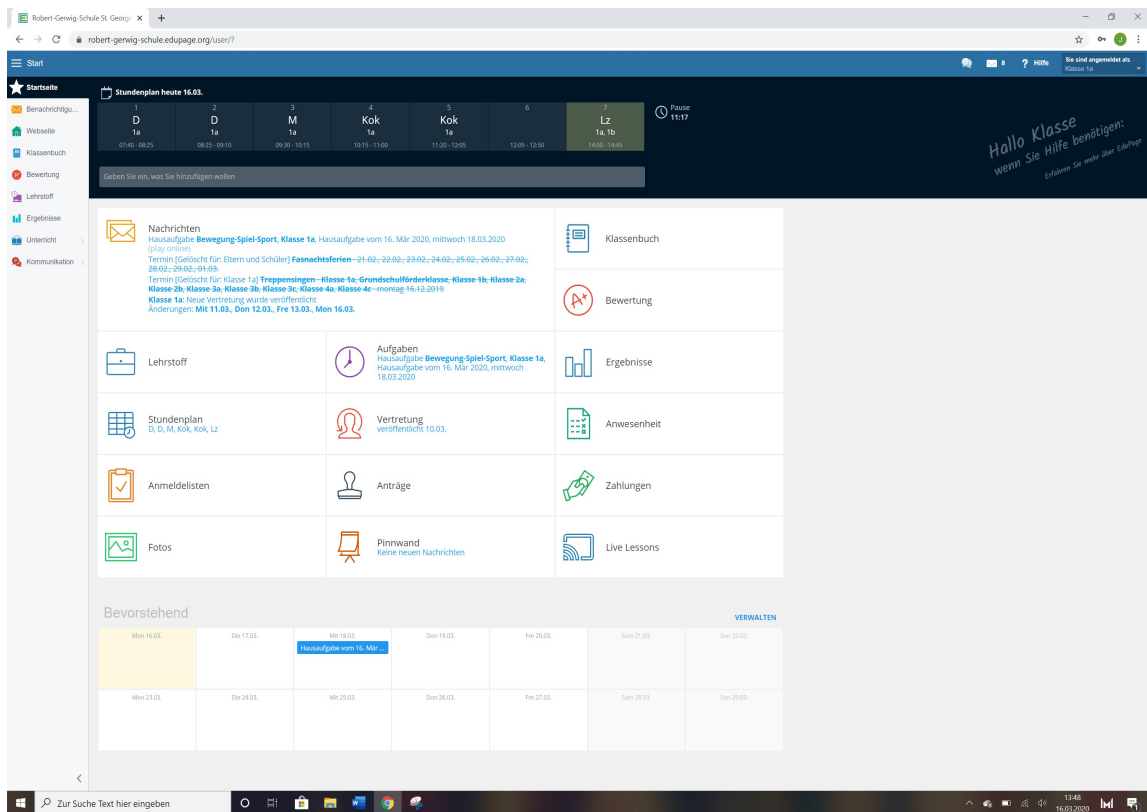 Robert-Gerwig-Schule St. Georg
robert-gerwig-schule.edupage.org/user/?
J
Start
8
? Hilfe
Sie sind angemeldet als
Klasse 1a
Startseite
Benachrichtigu...
Webseite
Klassenbuch
Bewertung
Lehrstoff
Ergebnisse
Unterricht
Kommunikation
Stundenplan heute 16.03.
1 2 3 4 5 6 7
D D M Kok Kok Lz
1a 1a 1a 1a 1a 1a, 1b
07:40 - 08:25 08:25 - 09:10 09:30 - 10:15 10:15 - 11:00 11:20 - 12:05 12:05 - 12:50 14:00 - 14:45
Pause
11:17
Geben Sie ein, was Sie hinzufügen wollen
Hallo Klasse
wenn Sie Hilfe benötigen:
Erfahren Sie mehr über EduPage
Nachrichten
Hausaufgabe Bewegung-Spiel-Sport, Klasse 1a, Hausaufgabe vom 16. Mär 2020, mittwoch 18.03.2020
(play online)
Termin [Gelöscht für: Eltern und Schüler] Fasnachtsferien - 21.02., 22.02., 23.02., 24.02., 25.02., 26.02., 27.02.,
28.02., 29.02., 01.03.
Termin [Gelöscht für: Klasse 1a] Treppensingen - Klasse 1a, Grundschulförderklasse, Klasse 1b, Klasse 2a,
Klasse 2b, Klasse 3a, Klasse 3b, Klasse 3c, Klasse 4a, Klasse 4c - montag 16.12.2019
Klasse 1a: Neue Vertretung wurde veröffentlicht
Änderungen: Mit 11.03., Don 12.03., Fre 13.03., Mon 16.03.
Klassenbuch
A+
Bewertung
Lehrstoff
Aufgaben
Hausaufgabe Bewegung-Spiel-Sport, Klasse 1a,
Hausaufgabe vom 16. Mär 2020, mittwoch
18.03.2020
Ergebnisse
Stundenplan
D, D, M, Kok, Kok, Lz
Vertretung
veröffentlicht 10.03.
Anwesenheit
Anmeldelisten
Anträge
Zahlungen
Fotos
Pinnwand
Keine neuen Nachrichten
Live Lessons
Bevorstehend
VERWALTEN
Mon 16.03. Die 17.03. Mit 18.03. Don 19.03. Fre 20.03. Sam 21.03. Son 22.03.
Hausaufgabe vom 16. Mär ...
Mon 23.03. Die 24.03. Mit 25.03. Don 26.03. Fre 27.03. Sam 28.03. Son 29.03.
Zur Suche Text hier eingeben
13:48
16.03.2020